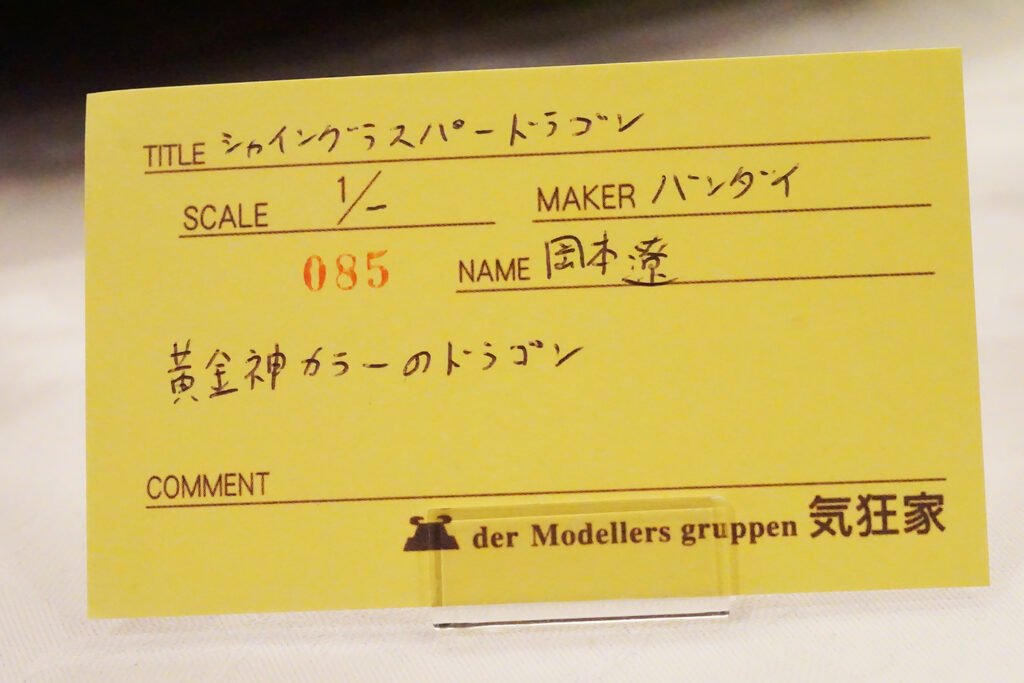 TITLE シャイングラスパードラゴン
SCALE 1/-
MAKER バンダイ
085
NAME 岡本遼
黄金神カラーのドラゴン
COMMENT
der Modellers gruppen 気狂家